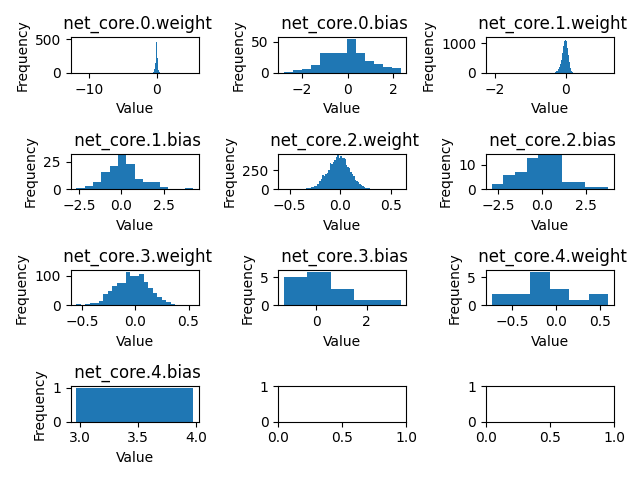 net_core.0.weight
net_core.0.bias
net_core.1.weight
Frequency
500
0
−10
0
Value
Frequency
50
0
−2
0
2
Value
Frequency
1000
0
−2
0
Value
net_core.1.bias
net_core.2.weight
net_core.2.bias
Frequency
25
0
−2.5
0.0
2.5
Value
Frequency
250
0
−0.5
0.0
0.5
Value
Frequency
10
0
−2.5
0.0
2.5
Value
net_core.3.weight
net_core.3.bias
net_core.4.weight
Frequency
100
0
−0.5
0.0
0.5
Value
Frequency
5
0
0
2
Value
Frequency
5
0
−0.5
0.0
0.5
Value
net_core.4.bias
Frequency
1
0
3.0
3.5
4.0
Value
1
0
0.0
0.5
1.0
1
0
0.0
0.5
1.0